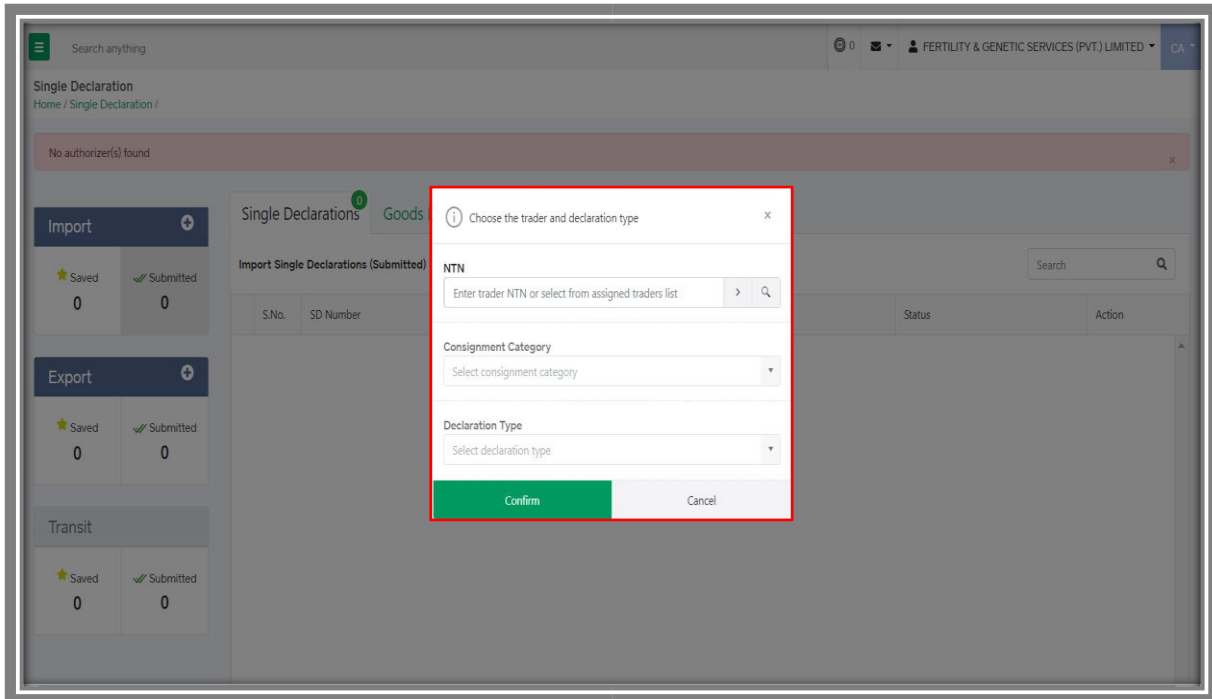 Search anything
0
FERTILITY & GENETIC SERVICES (PVT.) LIMITED
CA
Single Declaration
Home / Single Declaration /
No authorizer(s) found
x
Import
Saved
Submitted
0
0
Export
Saved
Submitted
0
0
Transit
Saved
Submitted
0
0
Single Declarations
0
Goods
Import Single Declarations (Submitted)
Search
S.No.
SD Number
Status
Action
Choose the trader and declaration type
x
NTN
Enter trader NTN or select from assigned traders list
Consignment Category
Select consignment category
Declaration Type
Select declaration type
Confirm
Cancel